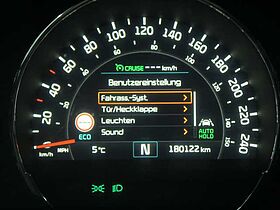 CRUISE ---km/h
---km/h
Benutzereinstellung
Fahrass.-Syst.
Tür/Heckklappe
Leuchten
Sound
AUTO
HOLD
ECO
MPH
5°C
N
180122 km
20
40
60
80
100
120
140
160
180
200
220
240